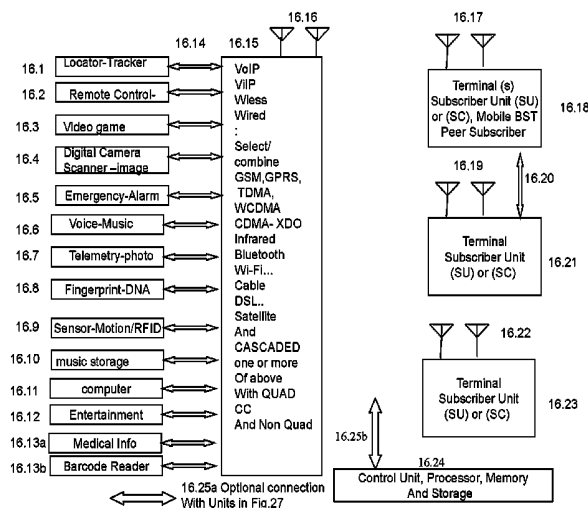 16.16
16.14 16.15 16.17
16.1 Locator-Tracker
16.2 Remote Control-
16.3 Video game
16.4 Digital Camera
Scanner –image
16.5 Emergency-Alarm
16.6 Voice-Music
16.7 Telemetry-photo
16.8 Fingerprint-DNA
16.9 Sensor-Motion/RFID
16.10 music storage
16.11 computer
16.12 Entertainment
16.13a Medical Info
16.13b Barcode Reader
VoIP
ViIP
Wless
Wired
:
Select/
combine
GSM,GPRS,
TDMA,
WCDMA
CDMA- XDO
Infrared
Bluetooth
Wi-Fi...
Cable
DSL..
Satellite
And
CASCADED
one or more
Of above
With QUAD
CC
And Non Quad
Terminal (s)
Subscriber Unit (SU)
or (SC), Mobile BST
Peer Subscriber
16.18
16.19
16.20
Terminal
Subscriber Unit
(SU) or (SC)
16.21
16.22
Terminal
Subscriber Unit
(SU) or (SC)
16.23
16.25b
16.24
Control Unit, Processor, Memory
And Storage
16.25a Optional connection
With Units in Fig.27